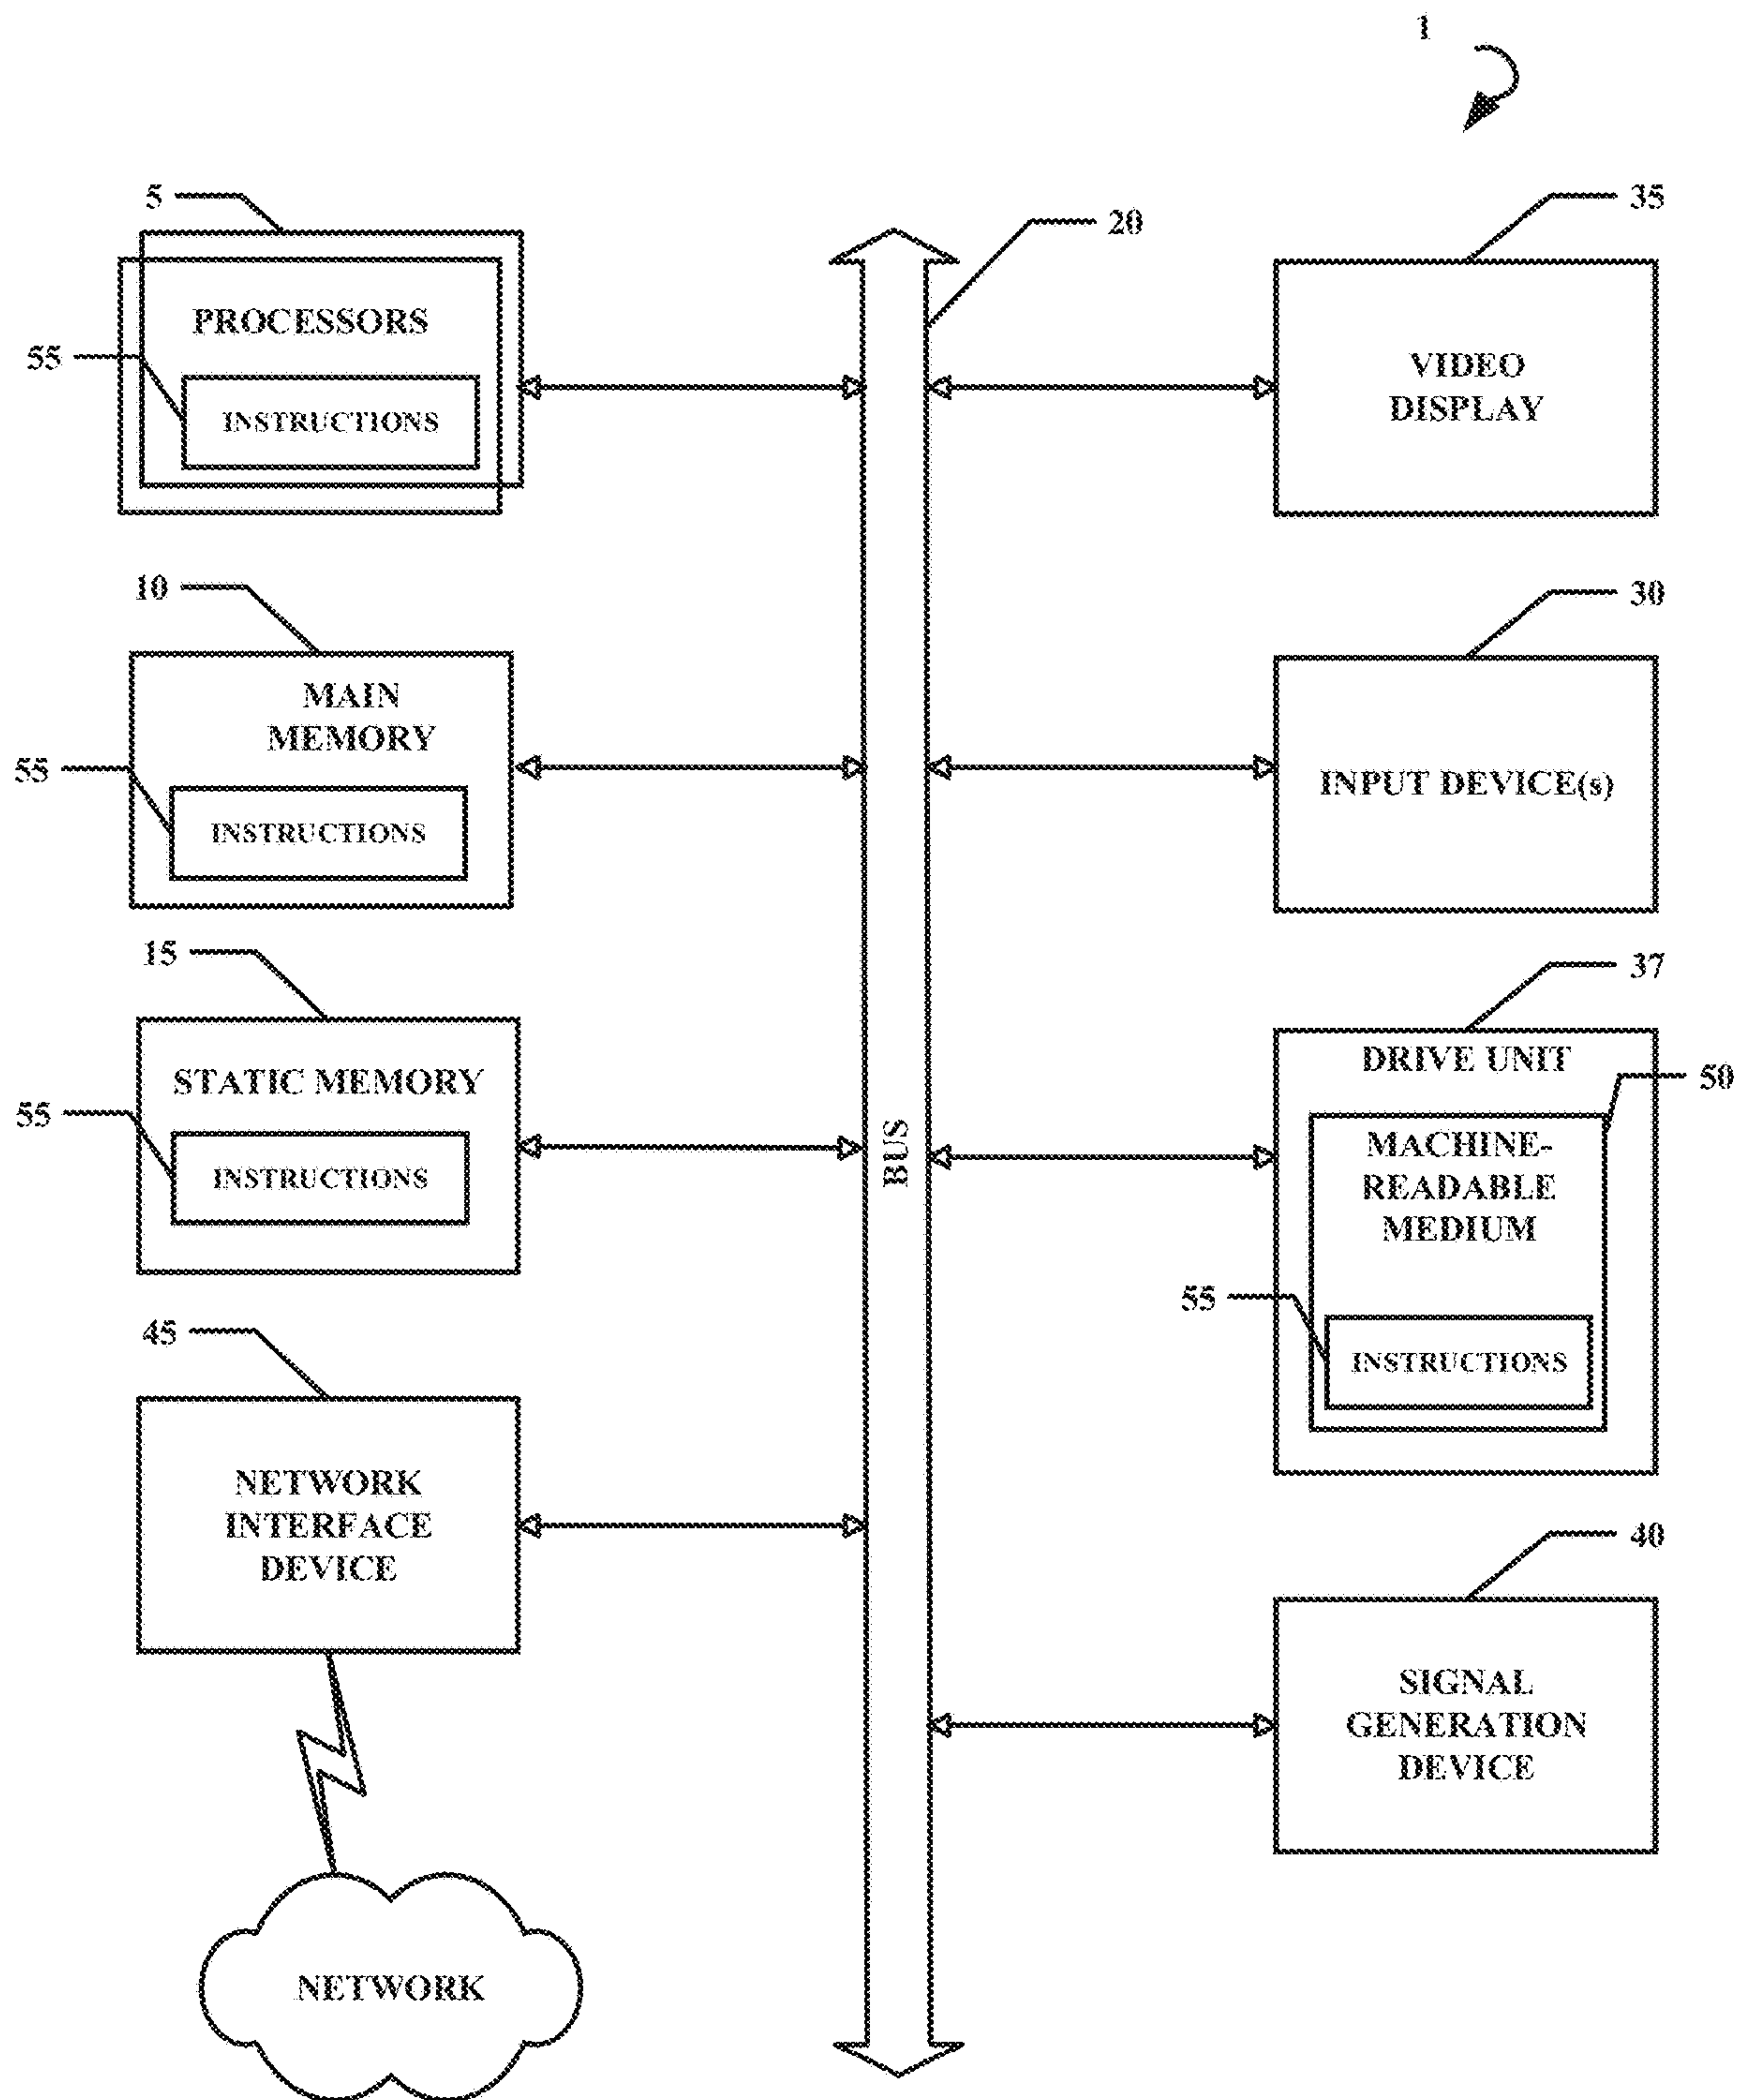 1
5
PROCESSORS
55
INSTRUCTIONS
10
MAIN
MEMORY
55
INSTRUCTIONS
15
STATIC MEMORY
55
INSTRUCTIONS
45
NETWORK
INTERFACE
DEVICE
NETWORK
20
BUS
35
VIDEO
DISPLAY
30
INPUT DEVICE(s)
37
DRIVE UNIT
50
MACHINE-
READABLE
MEDIUM
55
INSTRUCTIONS
40
SIGNAL
GENERATION
DEVICE